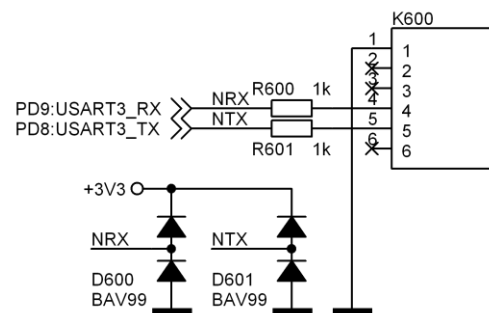 K600
1 1
2 2
3 3
PD9:USART3_RX NRX R600 1k 4 4
PD8:USART3_TX NTX R601 1k 5 5
6 6
+3V3
NRX NTX
D600 D601
BAV99 BAV99